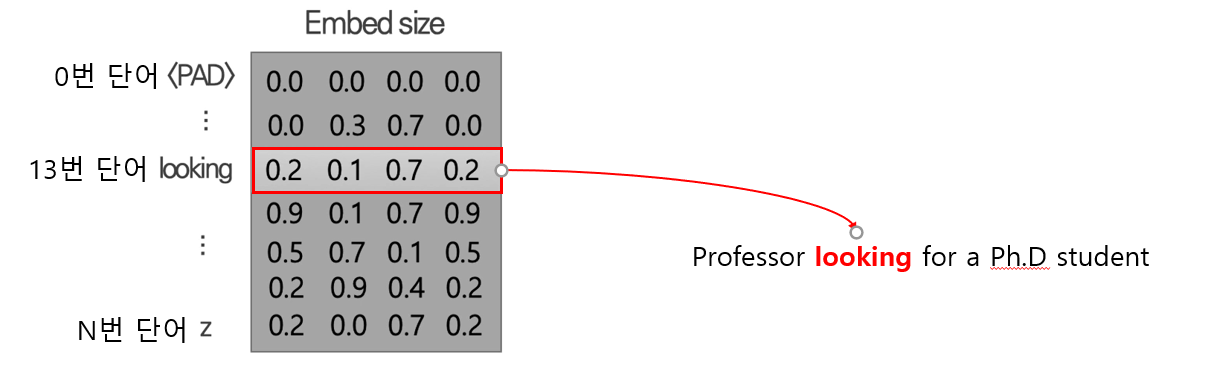 Embed size
0번 단어 〈PAD〉 0.0 0.0 0.0 0.0
⋮ 0.0 0.3 0.7 0.0
13번 단어 looking 0.2 0.1 0.7 0.2
0.9 0.1 0.7 0.9
⋮ 0.5 0.7 0.1 0.5
0.2 0.9 0.4 0.2
N번 단어 z 0.2 0.0 0.7 0.2
Professor looking for a Ph.D student